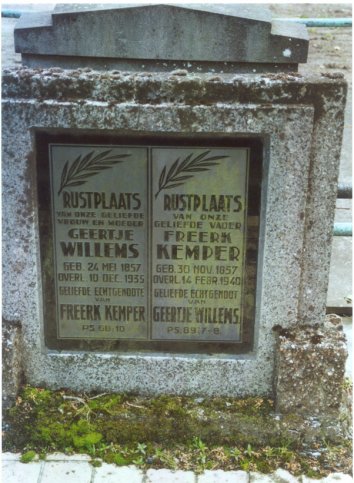 RUSTPLAATS
VAN ONZE GELIEFDE
VROUW EN MOEDER
GEERTJE
WILLEMS
GEB. 24 MEI 1857
OVERL. 10 DEC. 1935
GELIEFDE ECHTGENOOTE
VAN
FREERK KEMPER
PS. 68:10.
RUSTPLAATS
VAN ONZE
GELIEFDE VADER
FREERK
KEMPER
GEB. 30 NOV. 1857
OVERL. 14 FEBR. 1940
GELIEFDE ECHTGENOOT
VAN
GEERTJE WILLEMS
PS. 89:7-8.